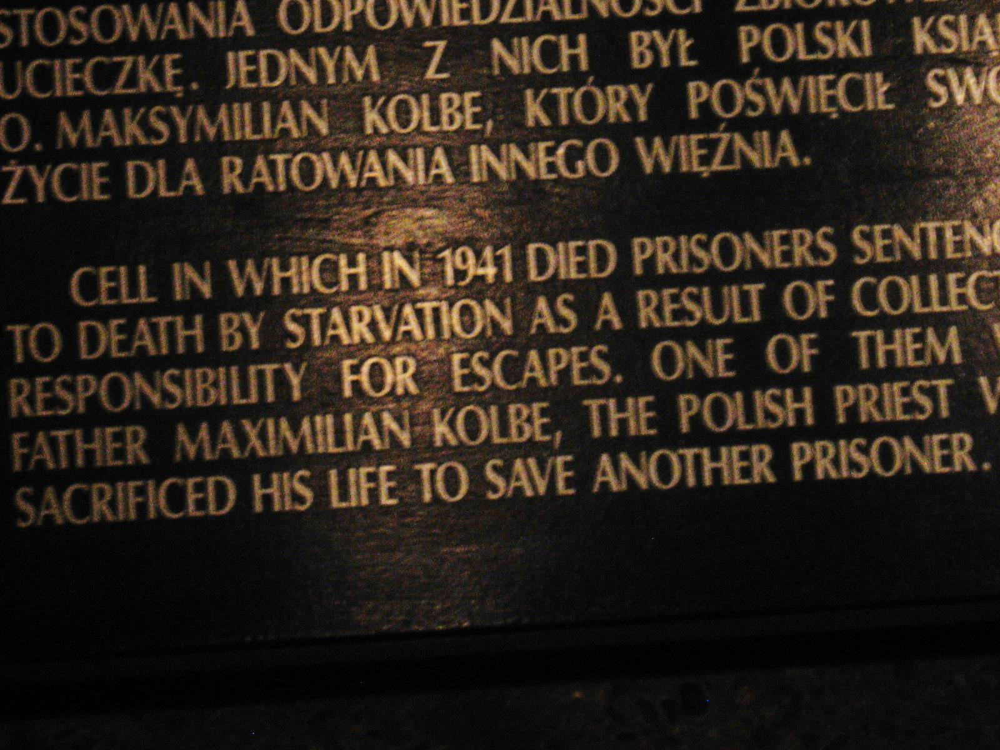 STOSOWANIA ODPOWIEDZIALNOŚCI
UCIECZKĘ. JEDNYM Z NICH BYŁ POLSKI
O. MAKSYMILIAN KOLBE, KTÓRY POŚWIĘCIŁ
ŻYCIE DLA RATOWANIA INNEGO WIĘŹNIA.
CELL IN WHICH IN 1941 DIED PRISONERS
TO DEATH BY STARVATION AS A RESULT OF
RESPONSIBILITY FOR ESCAPES. ONE OF THEM
FATHER MAXIMILIAN KOLBE, THE POLISH PRIEST
SACRIFICED HIS LIFE TO SAVE ANOTHER PRISONER.